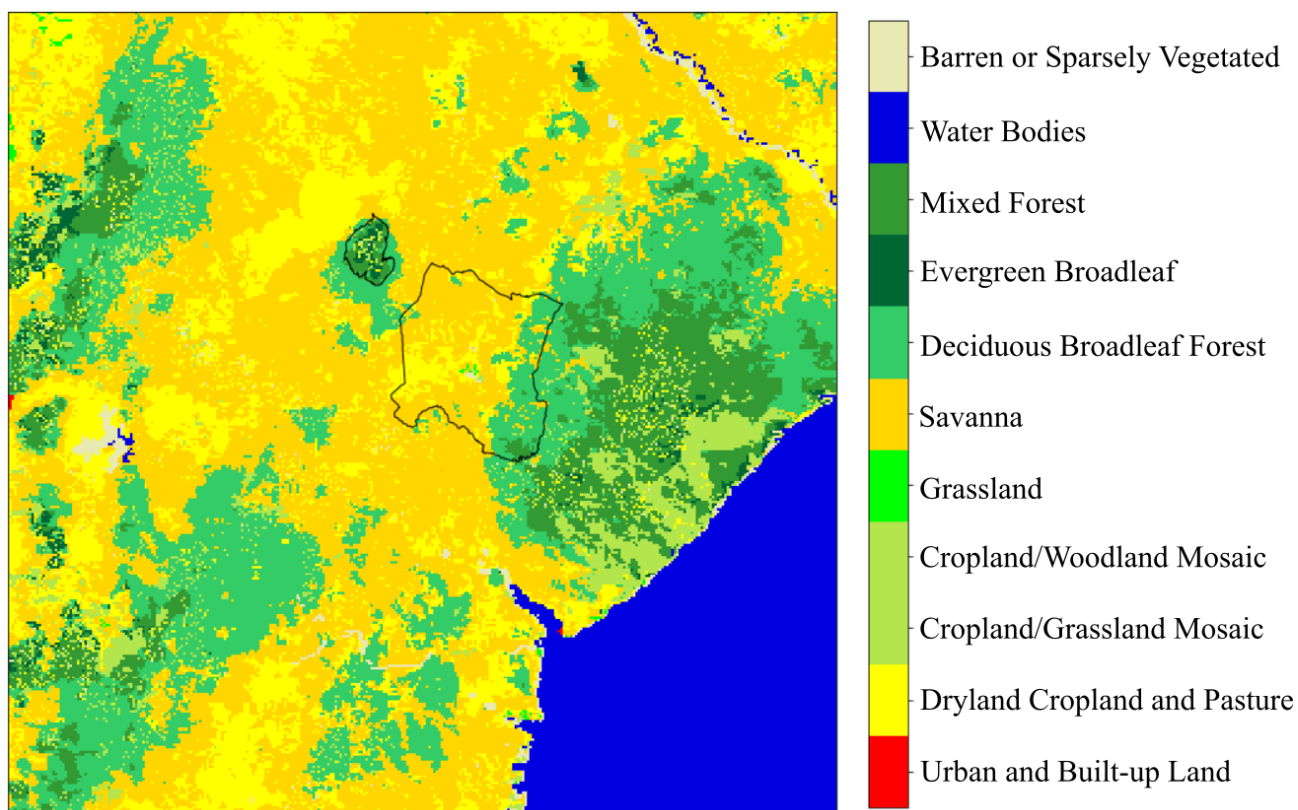 Barren or Sparsely Vegetated
Water Bodies
Mixed Forest
Evergreen Broadleaf
Deciduous Broadleaf Forest
Savanna
Grassland
Cropland/Woodland Mosaic
Cropland/Grassland Mosaic
Dryland Cropland and Pasture
Urban and Built-up Land